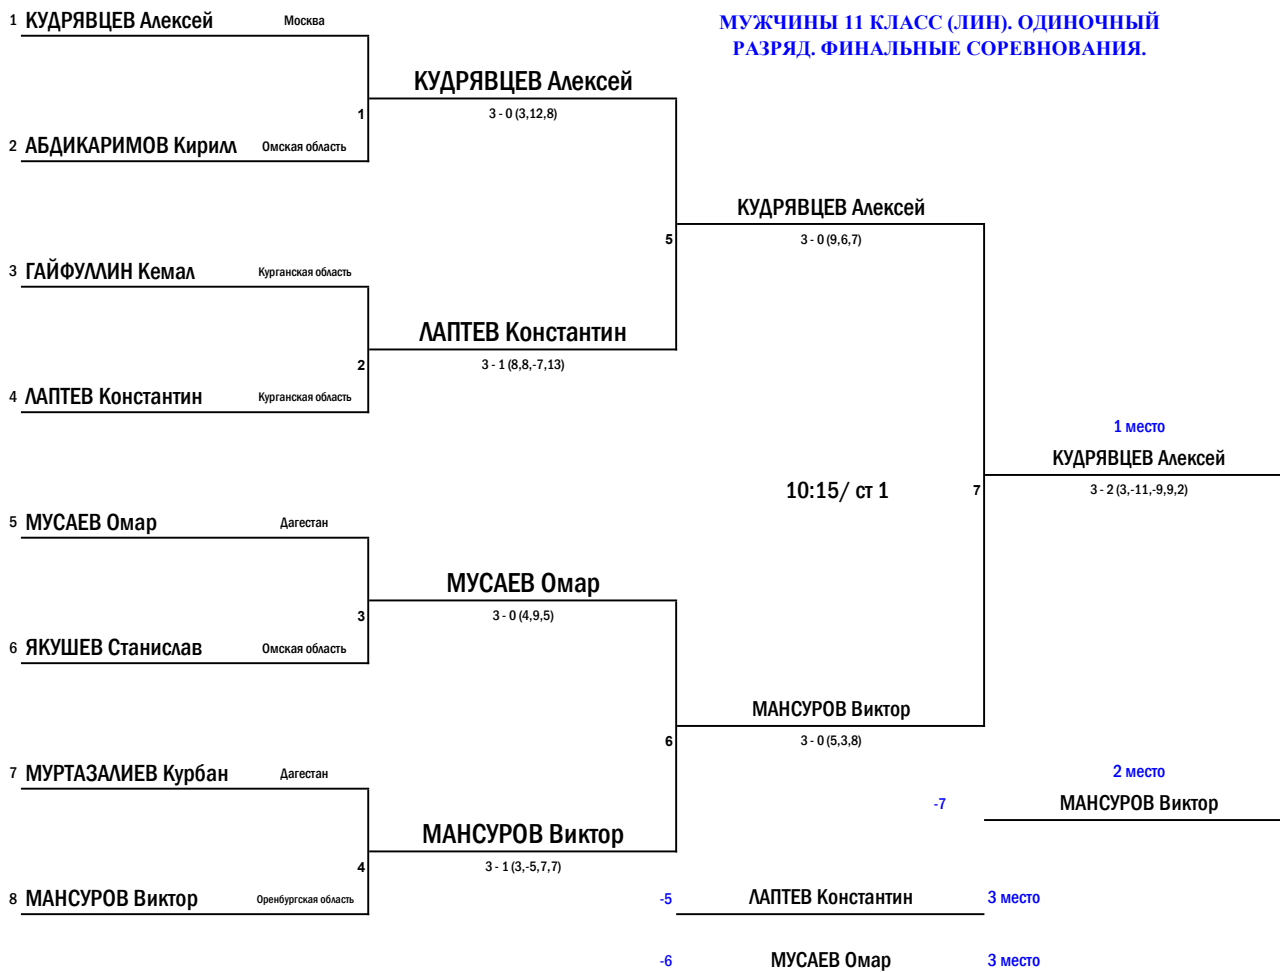 1 КУДРЯВЦЕВ Алексей Москва
МУЖЧИНЫ 11 КЛАСС (ЛИН). ОДИНОЧНЫЙ
РАЗРЯД. ФИНАЛЬНЫЕ СОРЕВНОВАНИЯ.
КУДРЯВЦЕВ Алексей
1 3 - 0 (3,12,8)
2 АБДИКАРИМОВ Кирилл Омская область
КУДРЯВЦЕВ Алексей
5 3 - 0 (9,6,7)
3 ГАЙФУЛЛИН Кемал Курганская область
ЛАПТЕВ Константин
2 3 - 1 (8,8,-7,13)
4 ЛАПТЕВ Константин Курганская область
1 место
КУДРЯВЦЕВ Алексей
10:15/ ст 1 7 3 - 2 (3,-11,-9,9,2)
5 МУСАЕВ Омар Дагестан
МУСАЕВ Омар
3 3 - 0 (4,9,5)
6 ЯКУШЕВ Станислав Омская область
МАНСУРОВ Виктор
6 3 - 0 (5,3,8)
7 МУРТАЗАЛИЕВ Курбан Дагестан
2 место
-7 МАНСУРОВ Виктор
МАНСУРОВ Виктор
4 3 - 1 (3,-5,7,7)
8 МАНСУРОВ Виктор Оренбургская область
-5 ЛАПТЕВ Константин 3 место
-6 МУСАЕВ Омар 3 место